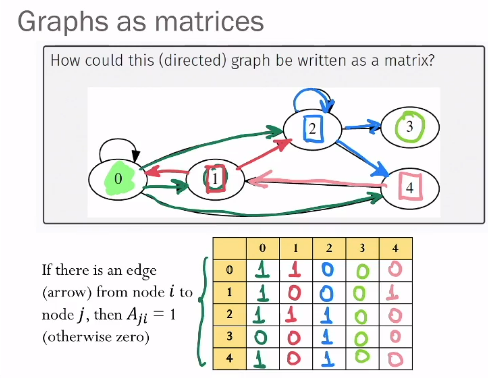 Graphs as matrices
How could this (directed) graph be written as a matrix?
2
3
0
1
4
If there is an edge
(arrow) from node i to
node j, then Aji = 1
(otherwise zero)
0 1 2 3 4
0 1 1 0 0 0
1 1 0 0 0 1
2 1 1 1 0 0
3 0 0 1 0 0
4 1 0 1 0 0